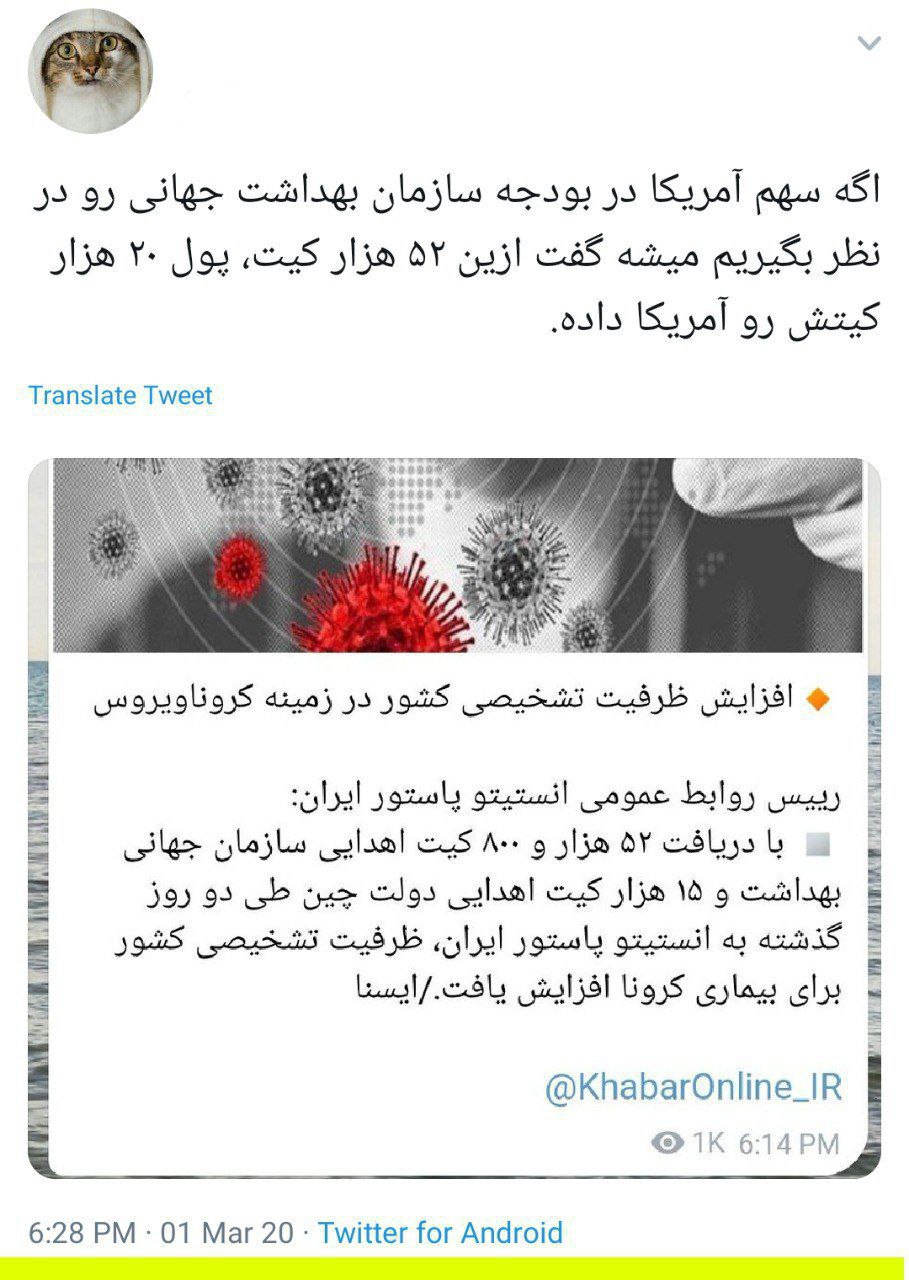 اگه سهم آمریکا در بودجه سازمان بهداشت جهانی رو در
نظر بگیریم میشه گفت ازین ۵۲ هزار کیت، پول ۲۰ هزار
کیتش رو آمریکا داده.
Translate Tweet
🔸 افزایش ظرفیت تشخیصی کشور در زمینه کروناویروس
رییس روابط عمومی انستیتو پاستور ایران:
◽ با دریافت ۵۲ هزار و ۸۰۰ کیت اهدایی سازمان جهانی
بهداشت و ۱۵ هزار کیت اهدایی دولت چین طی دو روز
گذشته به انستیتو پاستور ایران، ظرفیت تشخیصی کشور
برای بیماری کرونا افزایش یافت./ایسنا
@KhabarOnline_IR
1K 6:14 PM
6:28 PM · 01 Mar 20 · Twitter for Android